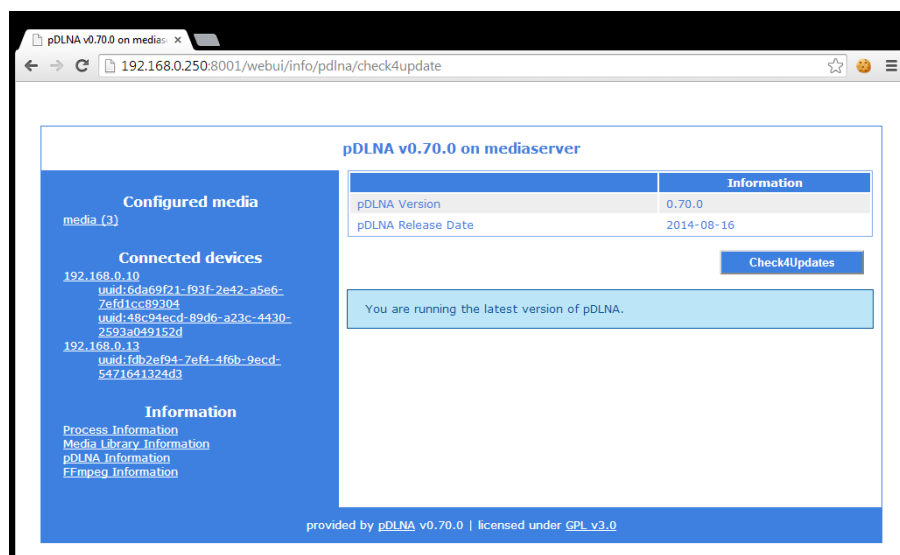 pDLNA v0.70.0 on medias
192.168.0.250:8001/webui/info/pdlna/check4update
pDLNA v0.70.0 on mediaserver
Configured media
media (3)
Connected devices
192.168.0.10
uuid:6da69f21-f93f-2e42-a5e6-
7efd1cc89304
uuid:48c94ecd-89d6-a23c-4430-
2593a049152d
192.168.0.13
uuid:fdb2ef94-7ef4-4f6b-9ecd-
5471641324d3
Information
Process Information
Media Library Information
pDLNA Information
FFmpeg Information
Information
pDLNA Version 0.70.0
pDLNA Release Date 2014-08-16
Check4Updates
You are running the latest version of pDLNA.
provided by pDLNA v0.70.0 | licensed under GPL v3.0